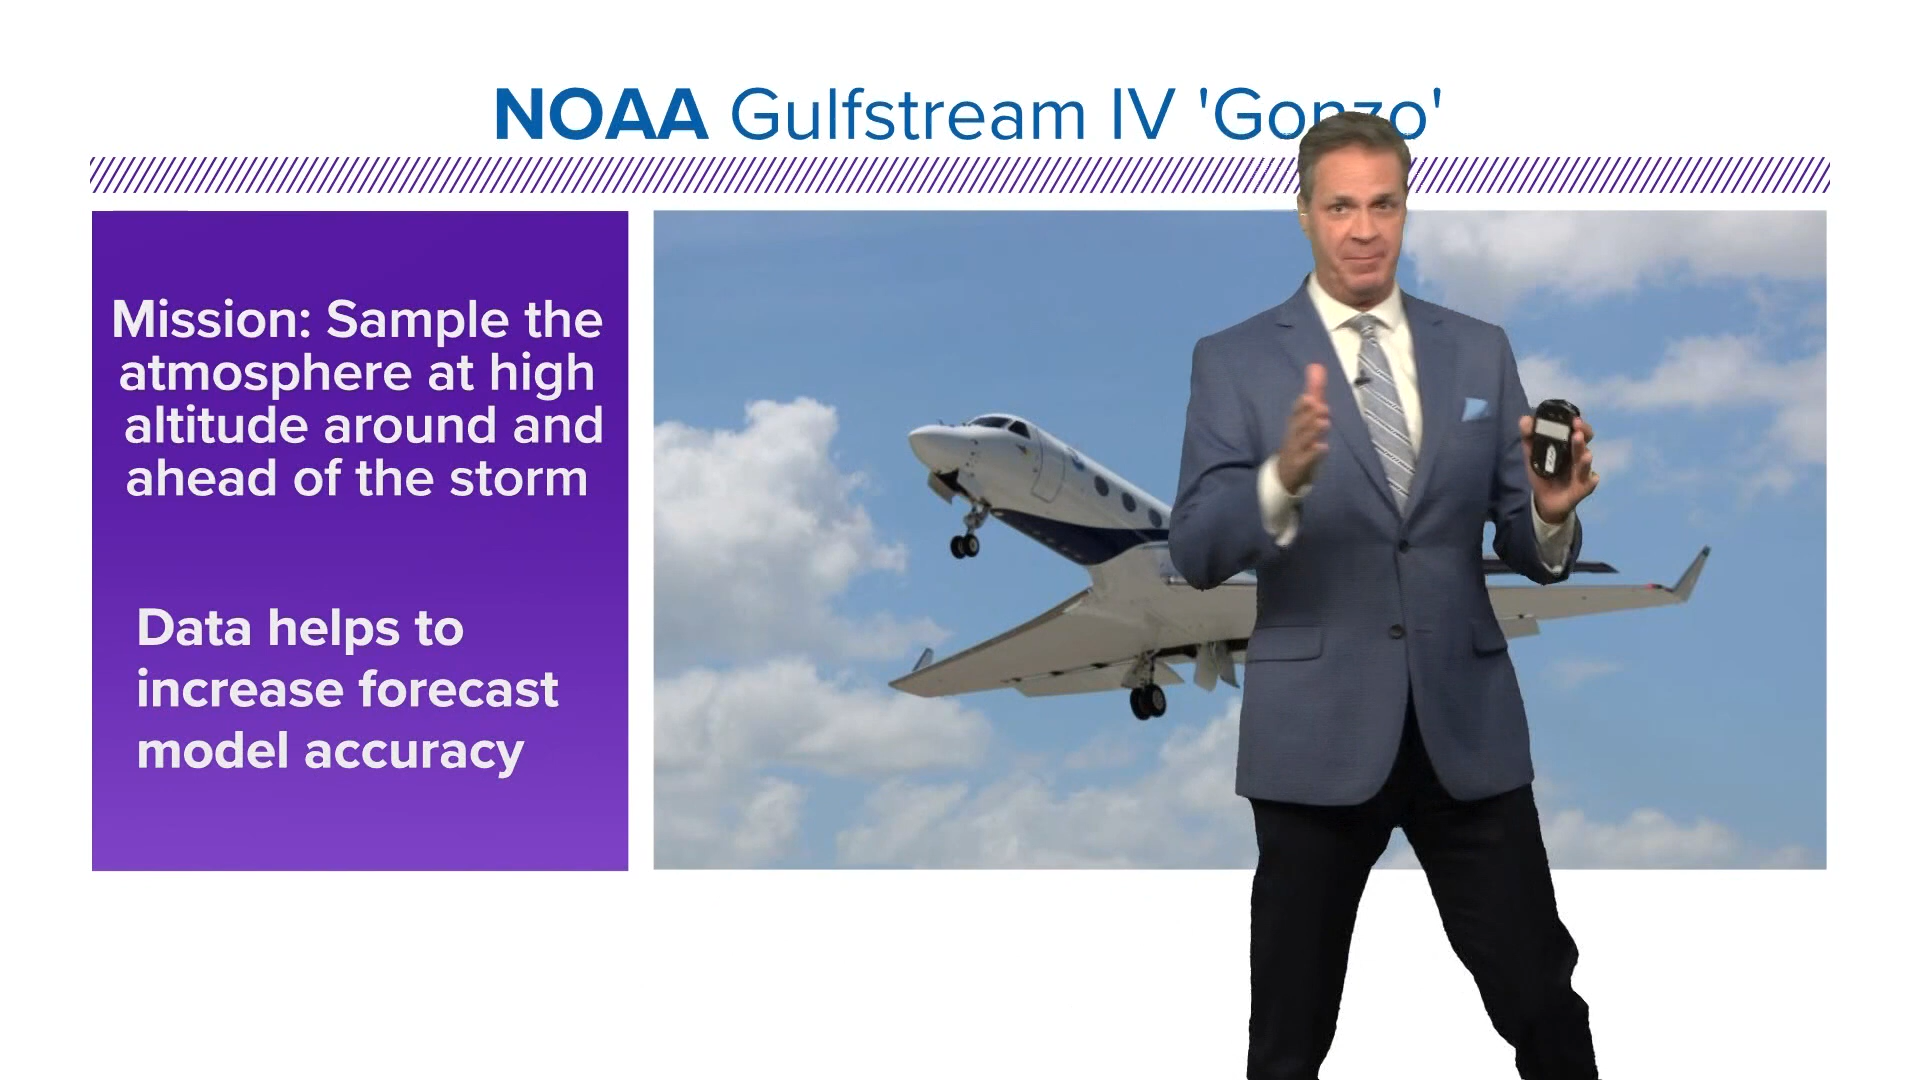 NOAA Gulfstream IV 'Gonzo'
Mission: Sample the
atmosphere at high
altitude around and
ahead of the storm
Data helps to
increase forecast
model accuracy